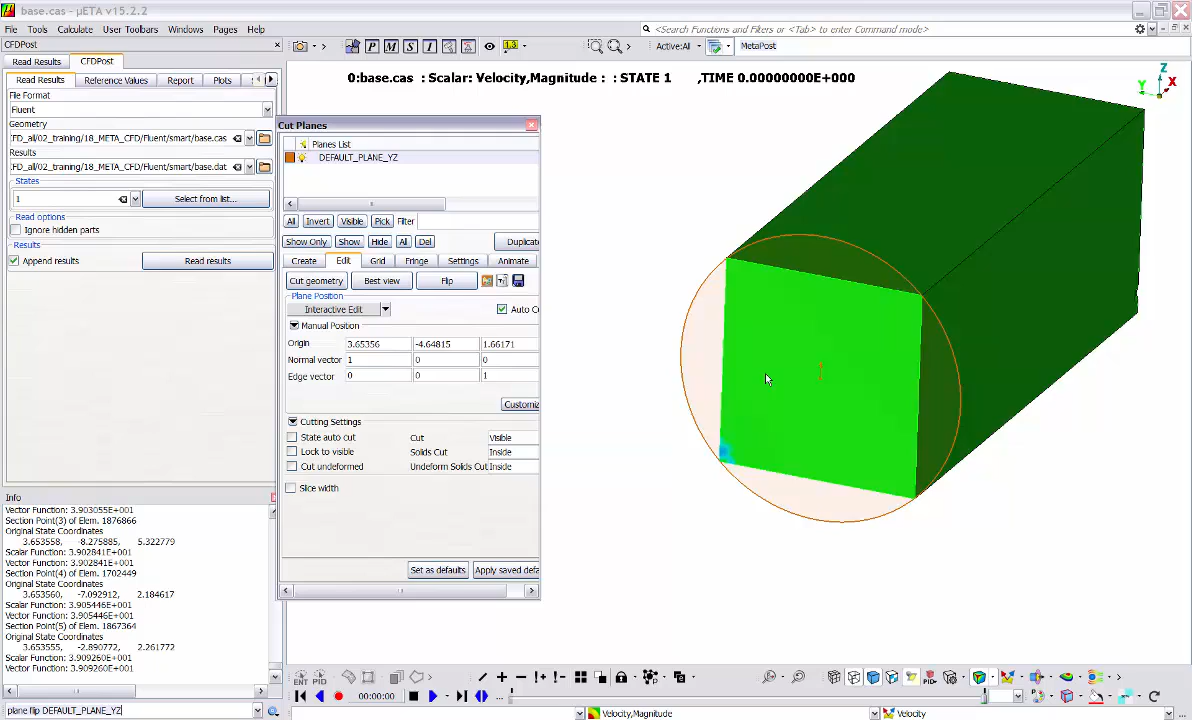 base.cas - µETA v15.2.2
File Tools Calculate User Toolbars Windows Pages Help
<Search Functions and Filters or <Tab> to enter Command mode>
CFDPost
Read Results CFDPost
Active:All MetaPost
Read Results Reference Values Report Plots
0:base.cas : Scalar: Velocity,Magnitude : : STATE 1 ,TIME 0.00000000E+000
File Format
Fluent
Geometry
:FD_all/02_training/18_META_CFD/Fluent/smart/base.cas
Results
:FD_all/02_training/18_META_CFD/Fluent/smart/base.dat
States
1 Select from list...
Read options
Ignore hidden parts
Results
Append results Read results
Cut Planes
Planes List
DEFAULT_PLANE_YZ
All Invert Visible Pick Filter
Show Only Show Hide All Del Duplicate
Create Edit Grid Fringe Settings Animate
Cut geometry Best view Flip
Plane Position
Interactive Edit Auto C
Manual Position
Origin 3.65356 -4.64815 1.66171
Normal vector 1 0 0
Edge vector 0 0 1
Customiz
Cutting Settings
State auto cut Cut Visible
Lock to visible Solids Cut Inside
Cut undeformed Undeform Solids Cut Inside
Slice width
Set as defaults Apply saved defa
Z
Y X
Info
Vector Function: 3.903055E+001
Section Point(3) of Elem. 1876866
Original State Coordinates
3.653558, -8.275885, 5.322779
Scalar Function: 3.902841E+001
Vector Function: 3.902841E+001
Section Point(4) of Elem. 1702449
Original State Coordinates
3.653560, -7.092912, 2.184617
Scalar Function: 3.905446E+001
Vector Function: 3.905446E+001
Section Point(5) of Elem. 1867364
Original State Coordinates
3.653555, -2.890772, 2.261772
Scalar Function: 3.909260E+001
Vector Function: 3.909260E+001
ENT PID PID
00:00:00
plane flip DEFAULT_PLANE_YZ
Velocity,Magnitude Velocity